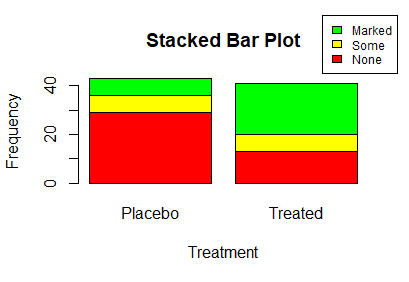 Stacked Bar Plot
Marked
Some
None
Frequency
40
20
0
Placebo
Treated
Treatment